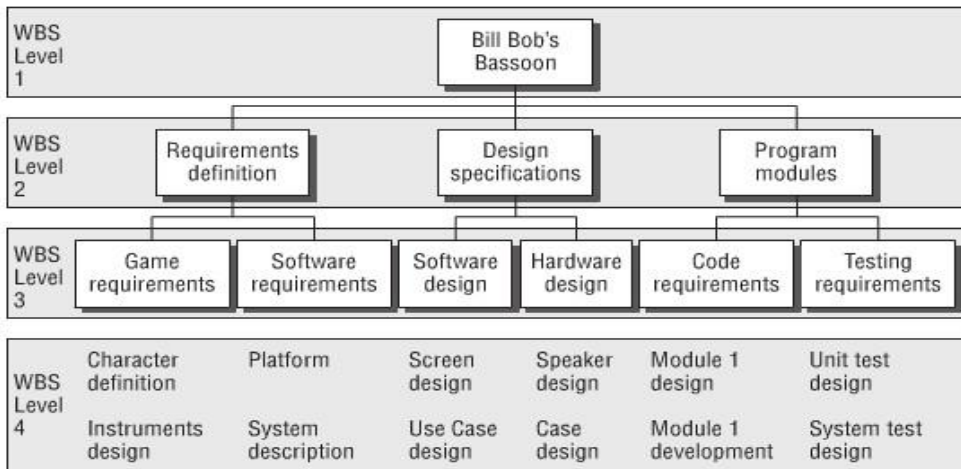 WBS
Level
1
Bill Bob's
Bassoon
WBS
Level
2
Requirements
definition
Design
specifications
Program
modules
WBS
Level
3
Game
requirements
Software
requirements
Software
design
Hardware
design
Code
requirements
Testing
requirements
WBS
Level
4
Character
definition
Platform
Screen
design
Speaker
design
Module 1
design
Unit test
design
Instruments
design
System
description
Use Case
design
Case
design
Module 1
development
System test
design